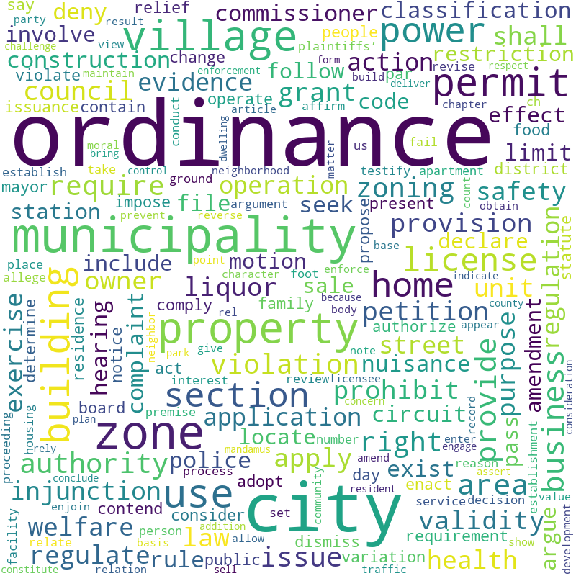 say party deny involve relief commissioner classification
village people power shall
construction change plaintiffs' challenge result view enforcement form revise respect
violate maintain evidence follow action par build deliver restriction
council issuance contain operate article affirm grant code permit chapter ch
conduct dwelling us effect
ordinance
moral bring take control neighborhood fail food
establish prevent ground argument matter testify apartment limit district
mayor require impose reverse file operation seek present zoning county obtain safety
station propose provision
municipality motion base declare license statute
place allege include point character foot enforce because indicate
owner liquor sale home unit regulation
building exercise determine residence hearing notice comply rel family body petition
neighbor property authorize county appear
complaint street amendment
act park give note purpose business
interest violation nuisance
board premise review licensee prohibit provide
proceeding housing plan section concern record consideration
rely application circuit pass
zone locate number right enter engage reason establishment
authority police apply exist area assert
conclude process mandamus adopt day enact amend
injunction use city community resident service decision value
enjoin contend set validity argue
facility welfare person consider addition law dismiss requirement show
relate basis allow variation health
constitute regulate relation rule public sell issue traffic development